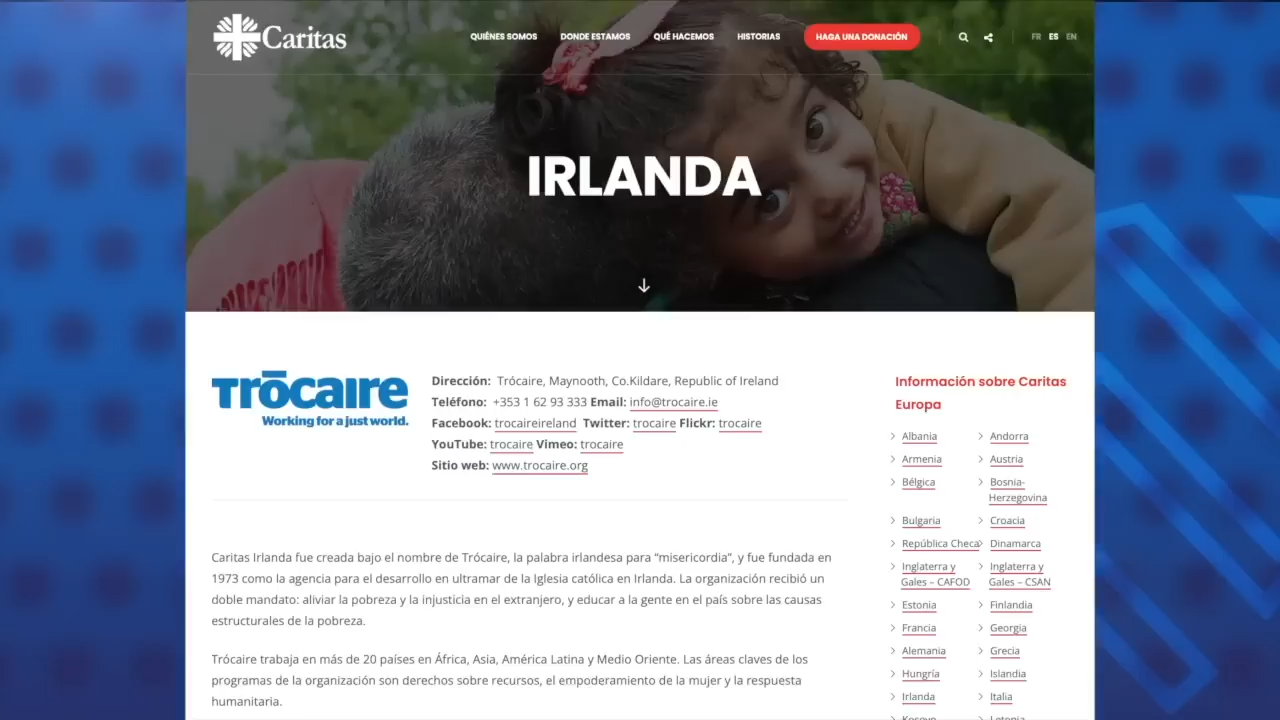 Caritas
QUIÉNES SOMOS
DONDE ESTAMOS
QUÉ HACEMOS
HISTORIAS
HAGA UNA DONACIÓN
FR ES EN
IRLANDA
Trōcaire
Working for a just world.
Dirección: Trócaire, Maynooth, Co.Kildare, Republic of Ireland
Teléfono: +353 1 62 93 333 Email: info@trocaire.ie
Facebook: trocaireireland Twitter: trocaire Flickr: trocaire
YouTube: trocaire Vimeo: trocaire
Sitio web: www.trocaire.org
Caritas Irlanda fue creada bajo el nombre de Trócaire, la palabra irlandesa para “misericordia“, y fue fundada en
1973 como la agencia para el desarrollo en ultramar de la Iglesia católica en Irlanda. La organización recibió un
doble mandato: aliviar la pobreza y la injusticia en el extranjero, y educar a la gente en el país sobre las causas
estructurales de la pobreza.
Trócaire trabaja en más de 20 países en África, Asia, América Latina y Medio Oriente. Las áreas claves de los
programas de la organización son derechos sobre recursos, el empoderamiento de la mujer y la respuesta
humanitaria.
Información sobre Caritas
Europa
Albania
Andorra
Armenia
Austria
Bélgica
Bosnia-
Herzegovina
Bulgaria
Croacia
República Checa
Dinamarca
Inglaterra y
Gales – CAFOD
Inglaterra y
Gales – CSAN
Estonia
Finlandia
Francia
Georgia
Alemania
Grecia
Hungría
Islandia
Irlanda
Italia
Kosovo
Letonia